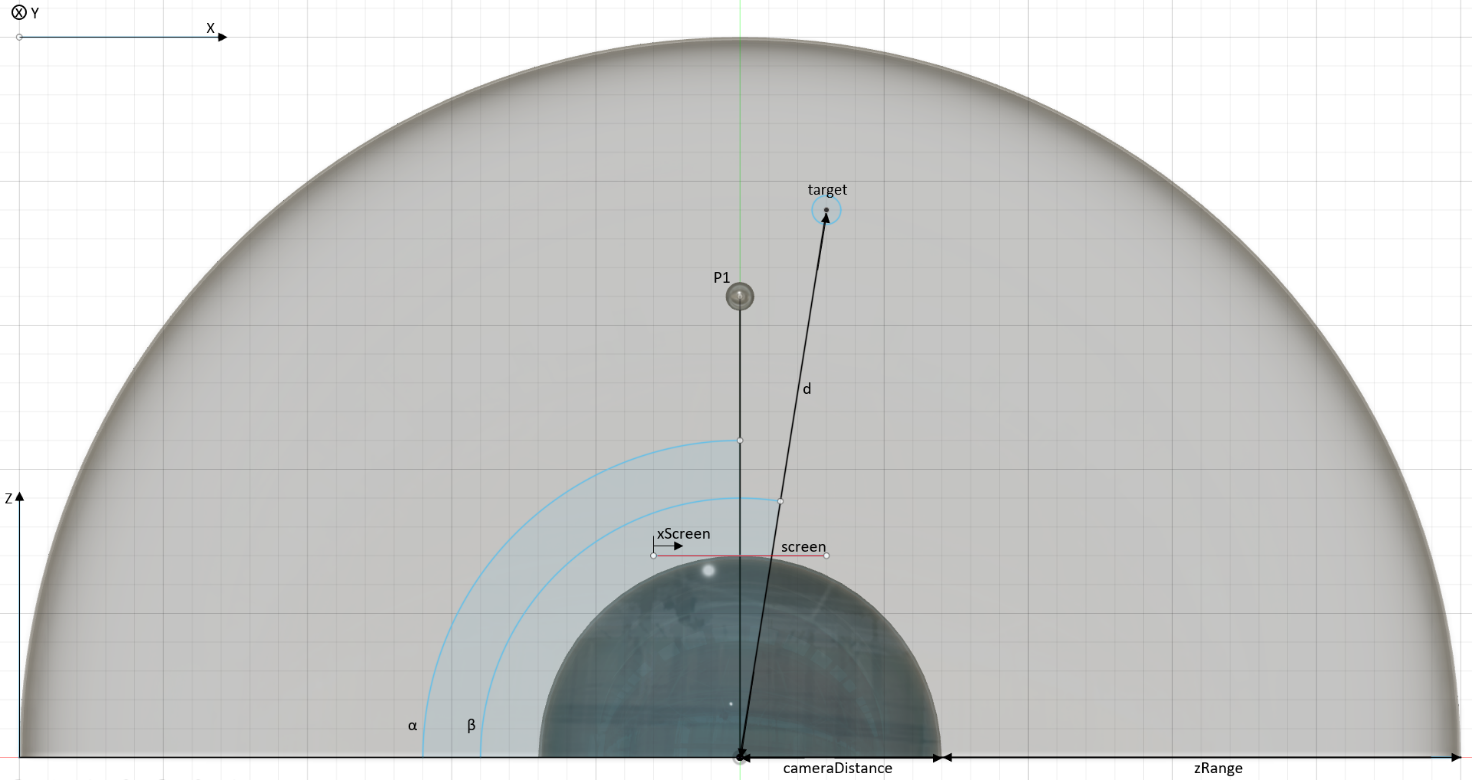 Y
X
target
P1
d
Z
xScreen
screen
α
β
cameraDistance
zRange